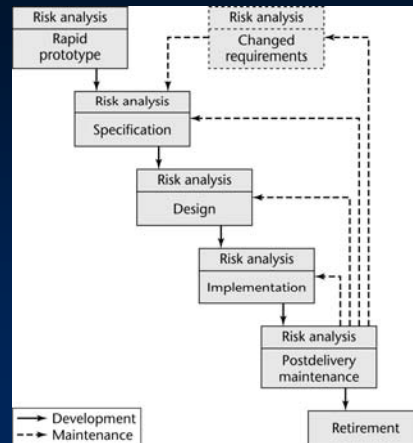 Risk analysis
Rapid
prototype
Risk analysis
Changed
requirements
Risk analysis
Specification
Risk analysis
Design
Risk analysis
Implementation
Risk analysis
Postdelivery
maintenance
Retirement
Development
Maintenance